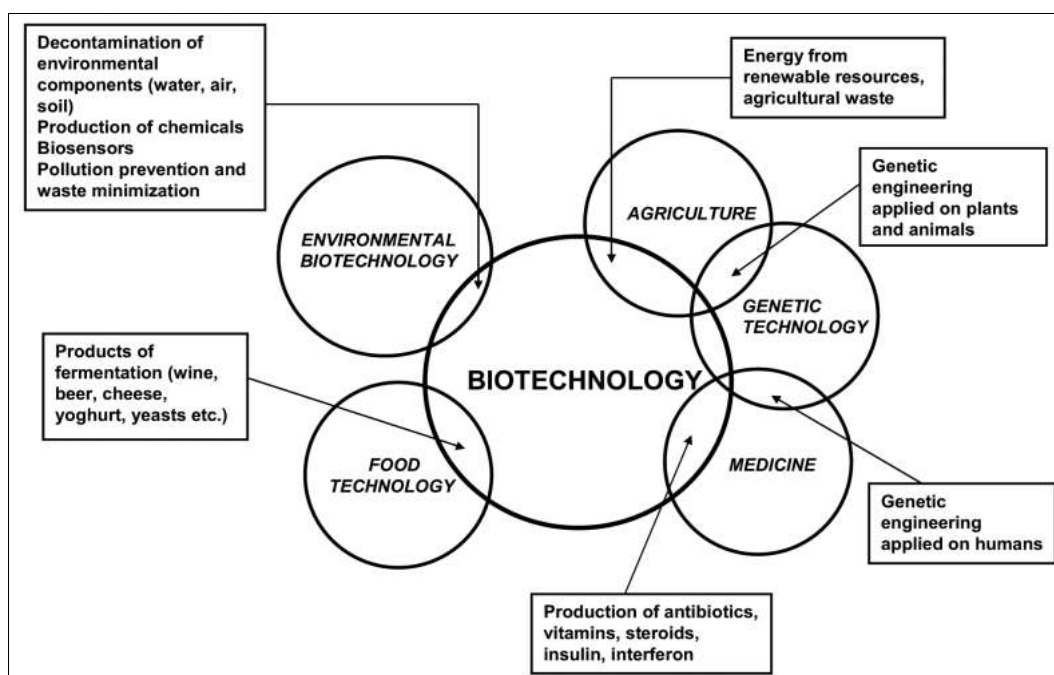 Decontamination of
environmental
components (water, air,
soil)
Production of chemicals
Biosensors
Pollution prevention and
waste minimization
Energy from
renewable resources,
agricultural waste
Genetic
engineering
applied on plants
and animals
AGRICULTURE
ENVIRONMENTAL
BIOTECHNOLOGY
GENETIC
TECHNOLOGY
Products of
fermentation (wine,
beer, cheese,
yoghurt, yeasts etc.)
BIOTECHNOLOGY
FOOD
TECHNOLOGY
MEDICINE
Genetic
engineering
applied on humans
Production of antibiotics,
vitamins, steroids,
insulin, interferon